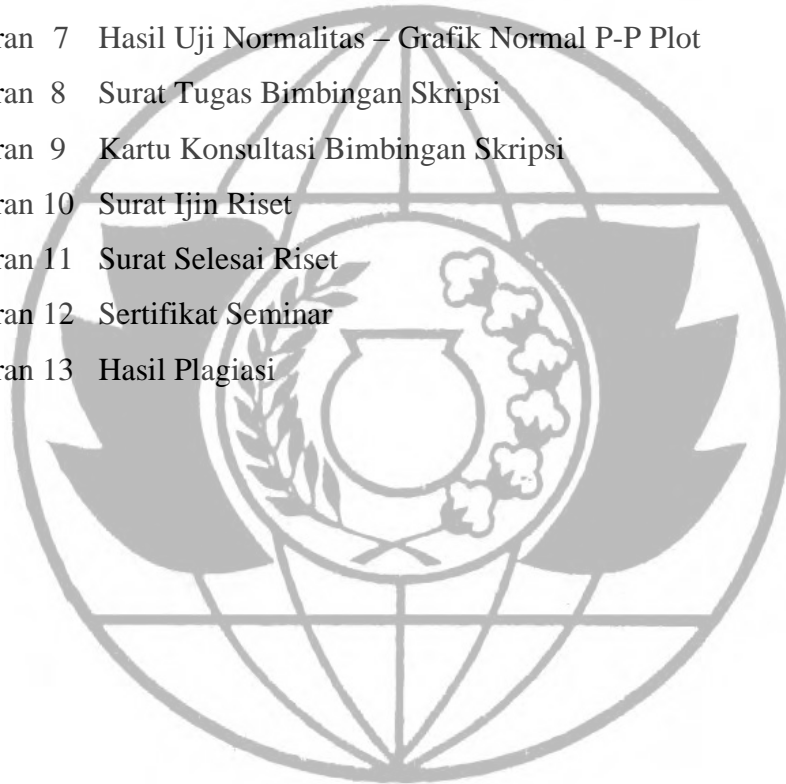 ran 7 Hasil Uji Normalitas – Grafik Normal P-P Plot
ran 8 Surat Tugas Bimbingan Skripsi
ran 9 Kartu Konsultasi Bimbingan Skripsi
ran 10 Surat Ijin Riset
ran 11 Surat Selesai Riset
ran 12 Sertifikat Seminar
ran 13 Hasil Plagiasi